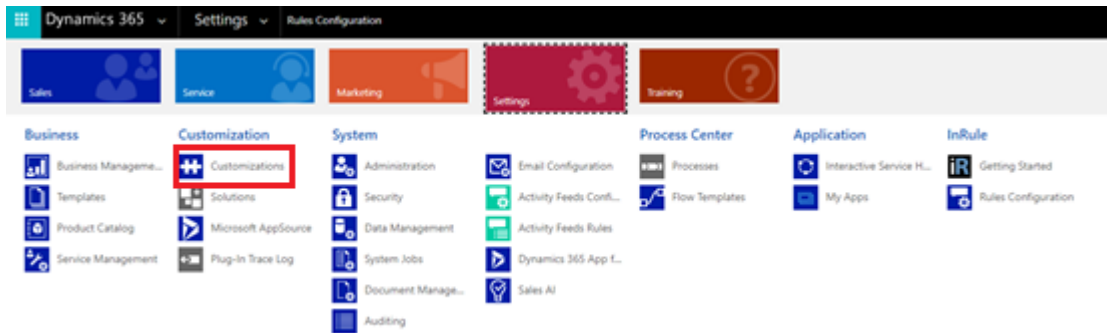 Dynamics 365 Settings Rules Configuration
Sales Service Marketing Settings Training
Business Customization System Process Center Application InRule
Business Manageme... Customizations Administration Email Configuration Processes Interactive Service H... Getting Started
Templates Solutions Security Activity Feeds Confi... Flow Templates My Apps Rules Configuration
Product Catalog Microsoft AppSource Data Management Activity Feeds Rules
Service Management Plug-In Trace Log System Jobs Dynamics 365 App f...
Document Manage... Sales AI
Auditing